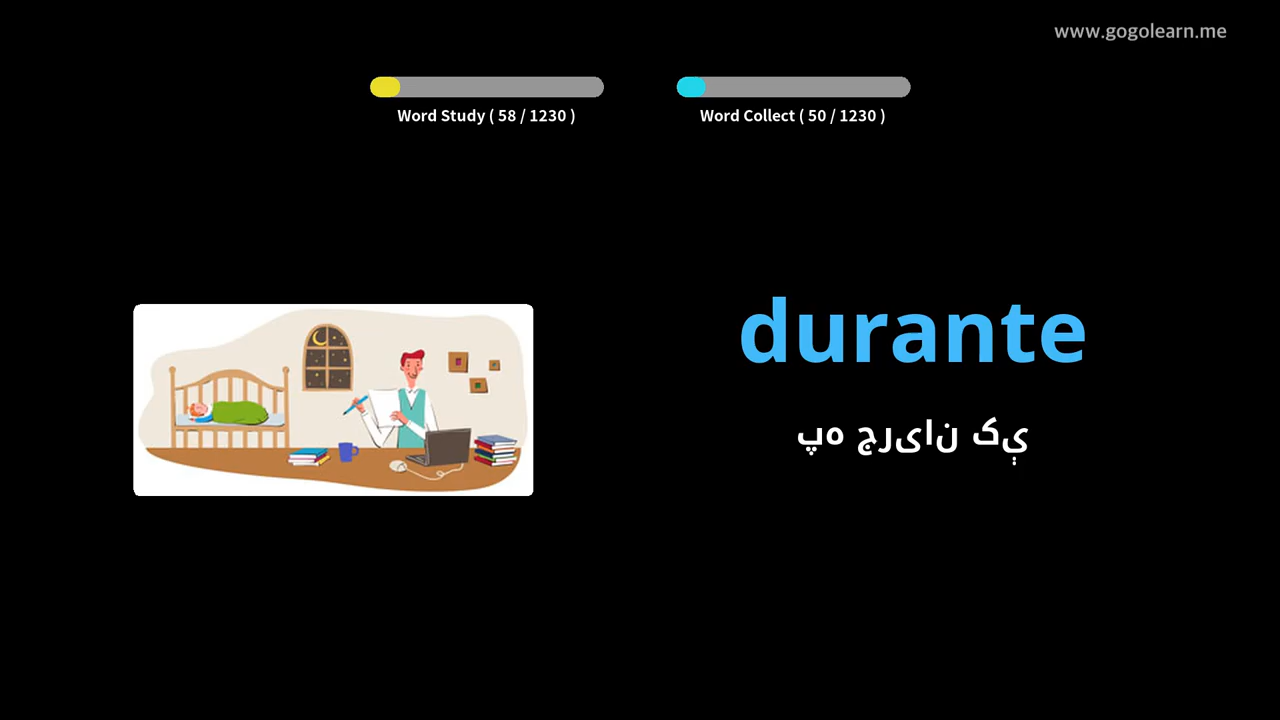 www.gogolearn.me
Word Study ( 58 / 1230 )
Word Collect ( 50 / 1230 )
durante
په جریان کې